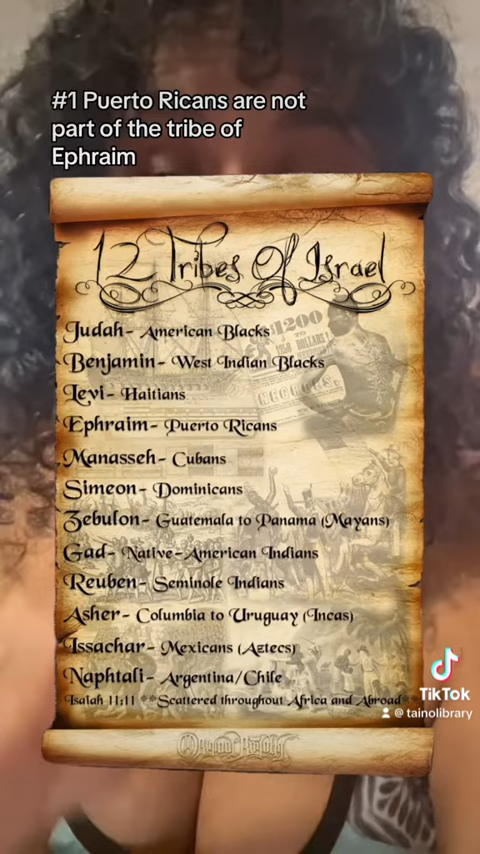 #1 Puerto Ricans are not
part of the tribe of
Ephraim
12 Tribes Of Israel
Judah- American Blacks
Benjamin- West Indian Blacks
Levi- Haitians
Ephraim- Puerto Ricans
Manasseh- Cubans
Simeon- Dominicans
Zebulon- Guatemala to Panama (Mayans)
Gad- Native-American Indians
Reuben- Seminole Indians
Asher- Columbia to Uruguay (Incas)
Issachar- Mexicans (Aztecs)
Naphtali- Argentina/Chile
Isaiah 11:11 **Scattered throughout Africa and Abroad**
$1200
TO
DOLLARS!
NEGROES
TikTok
@tainolibrary